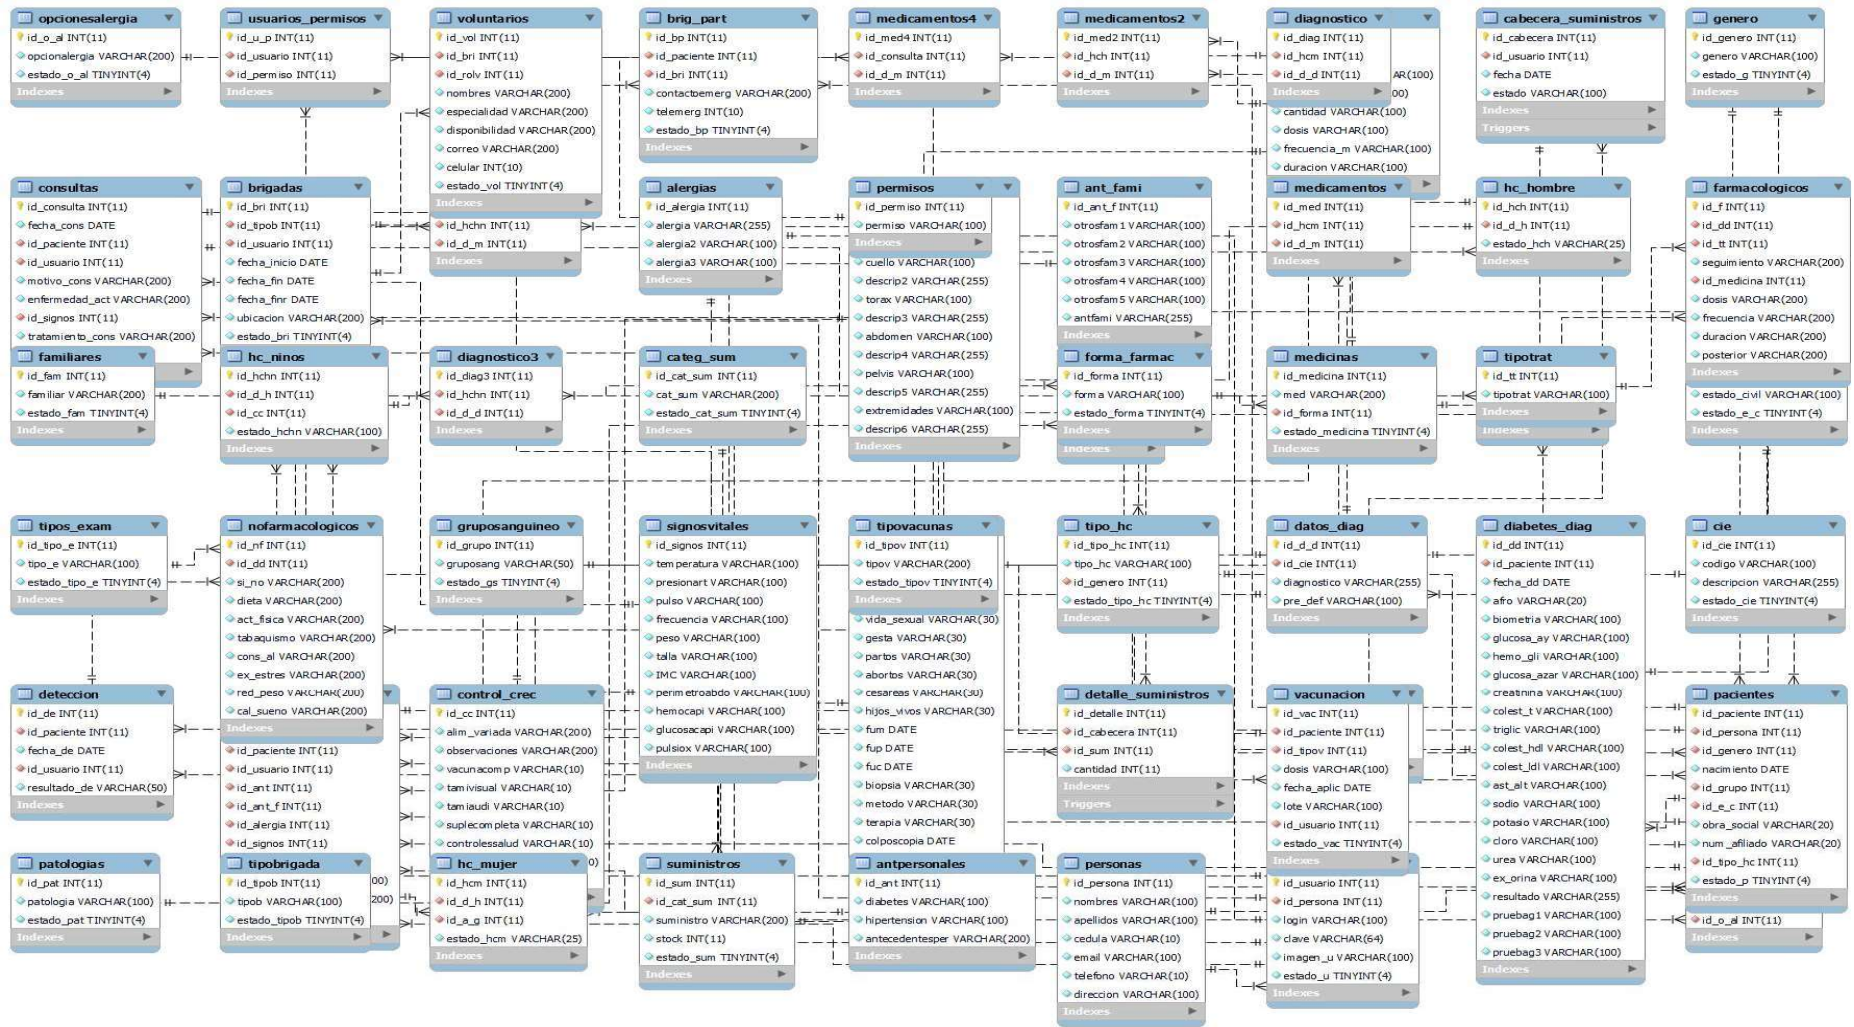 opcionesalergia
id_o_al INT(11)
opcionalergia VARCHAR(200)
estado_o_al TINYINT(4)
Indexes
usuarios_permisos
id_u_p INT(11)
id_usuario INT(11)
id_permiso INT(11)
Indexes
voluntarios
id_vol INT(11)
id_bri INT(11)
id_rolv INT(11)
nombres VARCHAR(200)
especialidad VARCHAR(200)
disponibilidad VARCHAR(200)
correo VARCHAR(200)
celular INT(10)
estado_vol TINYINT(4)
Indexes
id_hchn INT(11)
id_d_m INT(11)
Indexes
brig_part
id_bp INT(11)
id_paciente INT(11)
id_bri INT(11)
contactoemerg VARCHAR(200)
telemerg INT(10)
estado_bp TINYINT(4)
Indexes
medicamentos4
id_med4 INT(11)
id_consulta INT(11)
id_d_m INT(11)
Indexes
medicamentos2
id_med2 INT(11)
id_hch INT(11)
id_d_m INT(11)
Indexes
diagnostico
id_diag INT(11)
id_hcm INT(11)
id_d_d INT(11)
Indexes
AR(100)
00)
cantidad VARCHAR(100)
dosis VARCHAR(100)
frecuencia_m VARCHAR(100)
duracion VARCHAR(100)
cabecera_suministros
id_cabecera INT(11)
id_usuario INT(11)
fecha DATE
estado VARCHAR(100)
Indexes
Triggers
genero
id_genero INT(11)
genero VARCHAR(100)
estado_g TINYINT(4)
Indexes
consultas
id_consulta INT(11)
fecha_cons DATE
id_paciente INT(11)
id_usuario INT(11)
motivo_cons VARCHAR(200)
enfermedad_act VARCHAR(200)
id_signos INT(11)
tratamiento_cons VARCHAR(200)
brigadas
id_bri INT(11)
id_tipob INT(11)
id_usuario INT(11)
fecha_inicio DATE
fecha_fin DATE
fecha_finr DATE
ubicacion VARCHAR(200)
estado_bri TINYINT(4)
alergias
id_alergia INT(11)
alergia VARCHAR(255)
alergia2 VARCHAR(100)
alergia3 VARCHAR(100)
Indexes
permisos
id_permiso INT(11)
permiso VARCHAR(100)
Indexes
cuello VARCHAR(100)
descrip2 VARCHAR(255)
torax VARCHAR(100)
descrip3 VARCHAR(255)
abdomen VARCHAR(100)
descrip4 VARCHAR(255)
pelvis VARCHAR(100)
descrip5 VARCHAR(255)
extremidades VARCHAR(100)
descrip6 VARCHAR(255)
Indexes
ant_fami
id_ant_f INT(11)
otrosfam1 VARCHAR(100)
otrosfam2 VARCHAR(100)
otrosfam3 VARCHAR(100)
otrosfam4 VARCHAR(100)
otrosfam5 VARCHAR(100)
antfami VARCHAR(255)
Indexes
medicamentos
id_med INT(11)
id_hcm INT(11)
id_d_m INT(11)
Indexes
hc_hombre
id_hch INT(11)
id_d_h INT(11)
estado_hch VARCHAR(25)
Indexes
farmacologicos
id_f INT(11)
id_dd INT(11)
id_tt INT(11)
seguimiento VARCHAR(200)
id_medicina INT(11)
dosis VARCHAR(200)
frecuencia VARCHAR(200)
duracion VARCHAR(200)
posterior VARCHAR(200)
Indexes
estado_civil VARCHAR(100)
estado_e_c TINYINT(4)
Indexes
familiares
id_fam INT(11)
familiar VARCHAR(200)
estado_fam TINYINT(4)
Indexes
hc_ninos
id_hchn INT(11)
id_d_h INT(11)
id_cc INT(11)
estado_hchn VARCHAR(100)
Indexes
diagnostico3
id_diag3 INT(11)
id_hchn INT(11)
id_d_d INT(11)
Indexes
categ_sum
id_cat_sum INT(11)
cat_sum VARCHAR(200)
estado_cat_sum TINYINT(4)
Indexes
forma_farmac
id_forma INT(11)
forma VARCHAR(100)
estado_forma TINYINT(4)
Indexes
Indexes
medicinas
id_medicina INT(11)
med VARCHAR(200)
id_forma INT(11)
estado_medicina TINYINT(4)
Indexes
tipotrat
id_tt INT(11)
tipotrat VARCHAR(100)
Indexes
Indexes
tipos_exam
id_tipo_e INT(11)
tipo_e VARCHAR(100)
estado_tipo_e TINYINT(4)
Indexes
nofarmacologicos
id_nf INT(11)
id_dd INT(11)
si_no VARCHAR(200)
dieta VARCHAR(200)
act_fisica VARCHAR(200)
tabaquismo VARCHAR(200)
cons_al VARCHAR(200)
ex_estres VARCHAR(200)
red_peso VARCHAR(200)
cal_sueno VARCHAR(200)
Indexes
id_paciente INT(11)
id_usuario INT(11)
id_ant INT(11)
id_ant_f INT(11)
id_alergia INT(11)
id_signos INT(11)
gruposanguineo
id_grupo INT(11)
gruposang VARCHAR(50)
estado_gs TINYINT(4)
Indexes
signosvitales
id_signos INT(11)
temperatura VARCHAR(100)
presionart VARCHAR(100)
pulso VARCHAR(100)
frecuencia VARCHAR(100)
peso VARCHAR(100)
talla VARCHAR(100)
IMC VARCHAR(100)
perimetroabdo VARCHAR(100)
hemocapi VARCHAR(100)
glucosacapi VARCHAR(100)
pulsiox VARCHAR(100)
Indexes
tipovacunas
id_tipov INT(11)
tipov VARCHAR(200)
estado_tipov TINYINT(4)
Indexes
vida_sexual VARCHAR(30)
gesta VARCHAR(30)
partos VARCHAR(30)
abortos VARCHAR(30)
cesareas VARCHAR(30)
hijos_vivos VARCHAR(30)
fum DATE
fup DATE
fuc DATE
biopsia VARCHAR(30)
metodo VARCHAR(30)
terapia VARCHAR(30)
colposcopia DATE
tipo_hc
id_tipo_hc INT(11)
tipo_hc VARCHAR(100)
id_genero INT(11)
estado_tipo_hc TINYINT(4)
Indexes
datos_diag
id_d_d INT(11)
id_cie INT(11)
diagnostico VARCHAR(255)
pre_def VARCHAR(100)
Indexes
diabetes_diag
id_dd INT(11)
id_paciente INT(11)
fecha_dd DATE
afro VARCHAR(20)
biometria VARCHAR(100)
glucosa_ay VARCHAR(100)
hemo_gli VARCHAR(100)
glucosa_azar VARCHAR(100)
creatinina VARCHAR(100)
colest_t VARCHAR(100)
triglic VARCHAR(100)
colest_hdl VARCHAR(100)
colest_ldl VARCHAR(100)
ast_alt VARCHAR(100)
sodio VARCHAR(100)
potasio VARCHAR(100)
cloro VARCHAR(100)
urea VARCHAR(100)
ex_orina VARCHAR(100)
resultado VARCHAR(255)
pruebag1 VARCHAR(100)
pruebag2 VARCHAR(100)
pruebag3 VARCHAR(100)
Indexes
cie
id_cie INT(11)
codigo VARCHAR(100)
descripcion VARCHAR(255)
estado_cie TINYINT(4)
Indexes
deteccion
id_de INT(11)
id_paciente INT(11)
fecha_de DATE
id_usuario INT(11)
resultado_de VARCHAR(50)
Indexes
control_crec
id_cc INT(11)
alim_variada VARCHAR(200)
observaciones VARCHAR(200)
vacunacomp VARCHAR(10)
tamivisual VARCHAR(10)
tamiaudi VARCHAR(10)
suplecompleta VARCHAR(10)
controlessalud VARCHAR(10)
0)
detalle_suministros
id_detalle INT(11)
id_cabecera INT(11)
id_sum INT(11)
cantidad INT(11)
Indexes
Triggers
vacunacion
id_vac INT(11)
id_paciente INT(11)
id_tipov INT(11)
dosis VARCHAR(100)
fecha_aplic DATE
lote VARCHAR(100)
id_usuario INT(11)
estado_vac TINYINT(4)
Indexes
id_usuario INT(11)
id_persona INT(11)
login VARCHAR(100)
clave VARCHAR(64)
imagen_u VARCHAR(100)
estado_u TINYINT(4)
Indexes
pacientes
id_paciente INT(11)
id_persona INT(11)
id_genero INT(11)
nacimiento DATE
id_grupo INT(11)
id_e_c INT(11)
obra_social VARCHAR(20)
num_afiliado VARCHAR(20)
id_tipo_hc INT(11)
estado_p TINYINT(4)
Indexes
id_o_al INT(11)
Indexes
patologias
id_pat INT(11)
patologia VARCHAR(100)
estado_pat TINYINT(4)
Indexes
tipobrigada
id_tipob INT(11)
tipob VARCHAR(100)
estado_tipob TINYINT(4)
Indexes
00)
200)
hc_mujer
id_hcm INT(11)
id_d_h INT(11)
id_a_g INT(11)
estado_hcm VARCHAR(25)
Indexes
suministros
id_sum INT(11)
id_cat_sum INT(11)
suministro VARCHAR(200)
stock INT(11)
estado_sum TINYINT(4)
Indexes
antpersonales
id_ant INT(11)
diabetes VARCHAR(100)
hipertension VARCHAR(100)
antecedentesper VARCHAR(200)
Indexes
personas
id_persona INT(11)
nombres VARCHAR(100)
apellidos VARCHAR(100)
cedula VARCHAR(10)
email VARCHAR(100)
telefono VARCHAR(10)
direccion VARCHAR(100)
Indexes